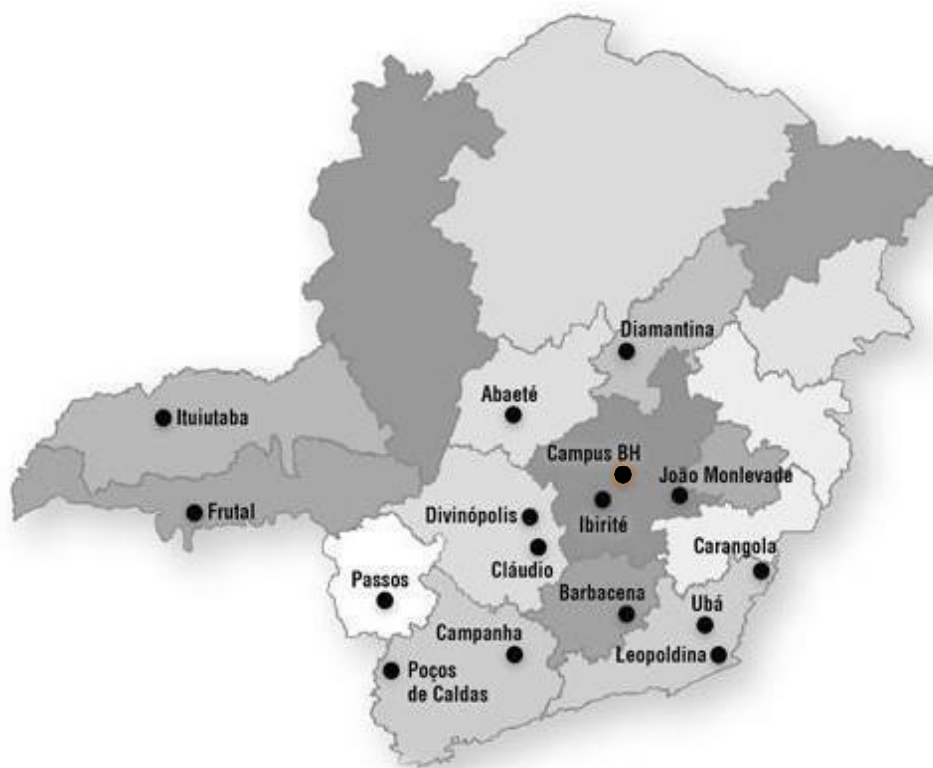 Diamantina
Abaeté
Ituiutaba
Campus BH
João Monlevade
Ibirité
Frutal
Divinópolis
Cláudio
Carangola
Passos
Barbacena
Ubá
Campanha
Leopoldina
Poços
de Caldas